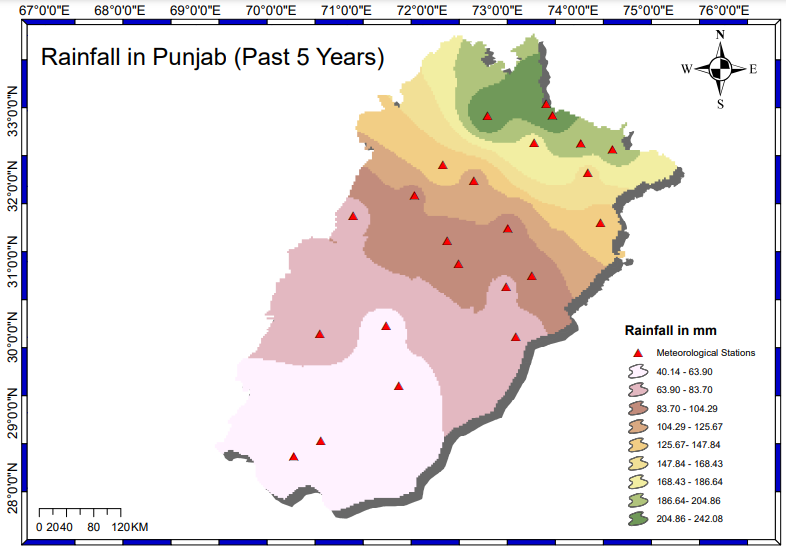 67°0'0"E 68°0'0"E 69°0'0"E 70°0'0"E 71°0'0"E 72°0'0"E 73°0'0"E 74°0'0"E 75°0'0"E 76°0'0"E
Rainfall in Punjab (Past 5 Years)
N
W E
S
33°0'0"N
32°0'0"N
31°0'0"N
30°0'0"N
29°0'0"N
28°0'0"N
Rainfall in mm
Meteorological Stations
40.14 - 63.90
63.90 - 83.70
83.70 - 104.29
104.29 - 125.67
125.67 - 147.84
147.84 - 168.43
168.43 - 186.64
186.64 - 204.86
204.86 - 242.08
0 20 40 80 120 KM